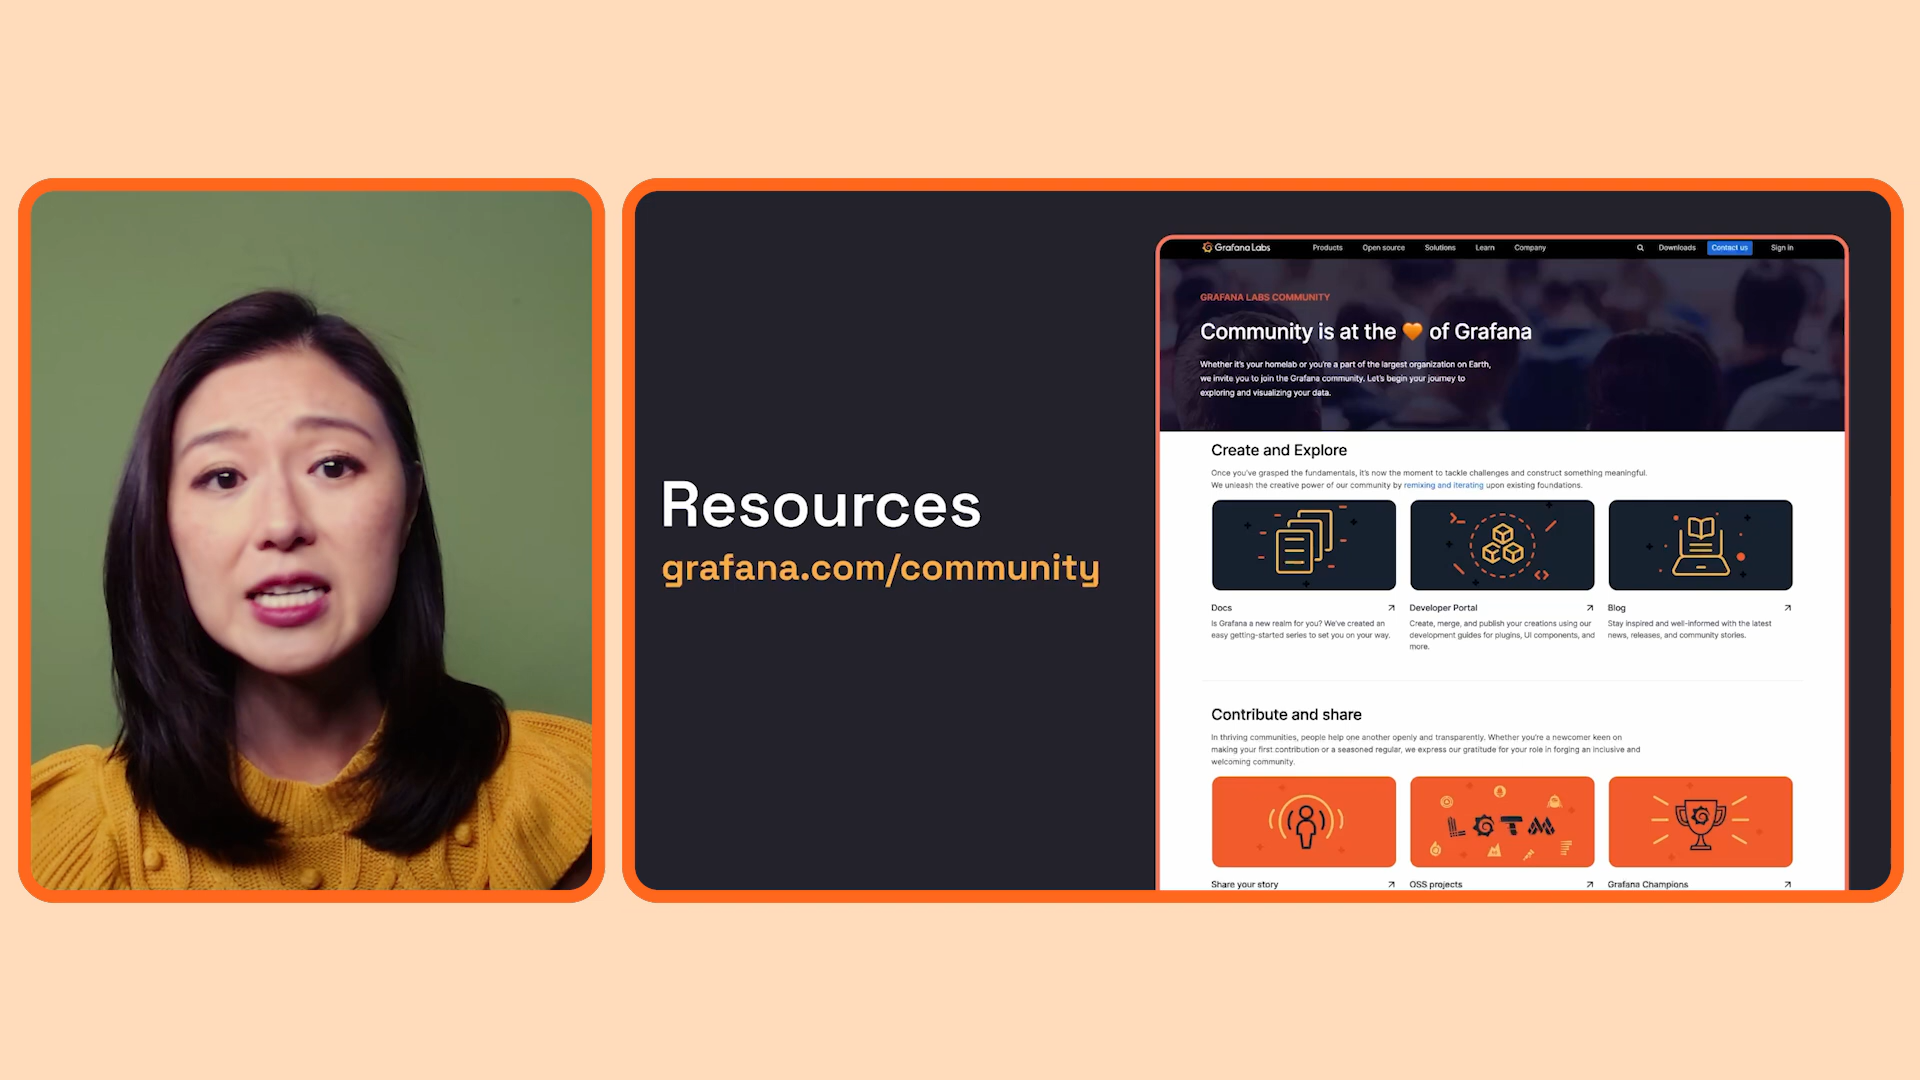 Resources
grafana.com/community
Grafana Labs
Products
Open source
Solutions
Learn
Company
Downloads
Contact us
Sign in
GRAFANA LABS COMMUNITY
Community is at the 🧡 of Grafana
Whether it's your homelab or you're a part of the largest organization on Earth,
we invite you to join the Grafana community. Let's begin your journey to
exploring and visualizing your data.
Create and Explore
Once you've grasped the fundamentals, it's now the moment to tackle challenges and construct something meaningful.
We unleash the creative power of our community by remixing and iterating upon existing foundations.
Docs
Is Grafana a new realm for you? We've created an
easy getting-started series to set you on your way.
Developer Portal
Create, merge, and publish your creations using our
development guides for plugins, UI components, and
more.
Blog
Stay inspired and well-informed with the latest
news, releases, and community stories.
Contribute and share
In thriving communities, people help one another openly and transparently. Whether you're a newcomer keen on
making your first contribution or a seasoned regular, we express our gratitude for your role in forging an inclusive and
welcoming community.
LGTM
Share your story
OSS projects
Grafana Champions